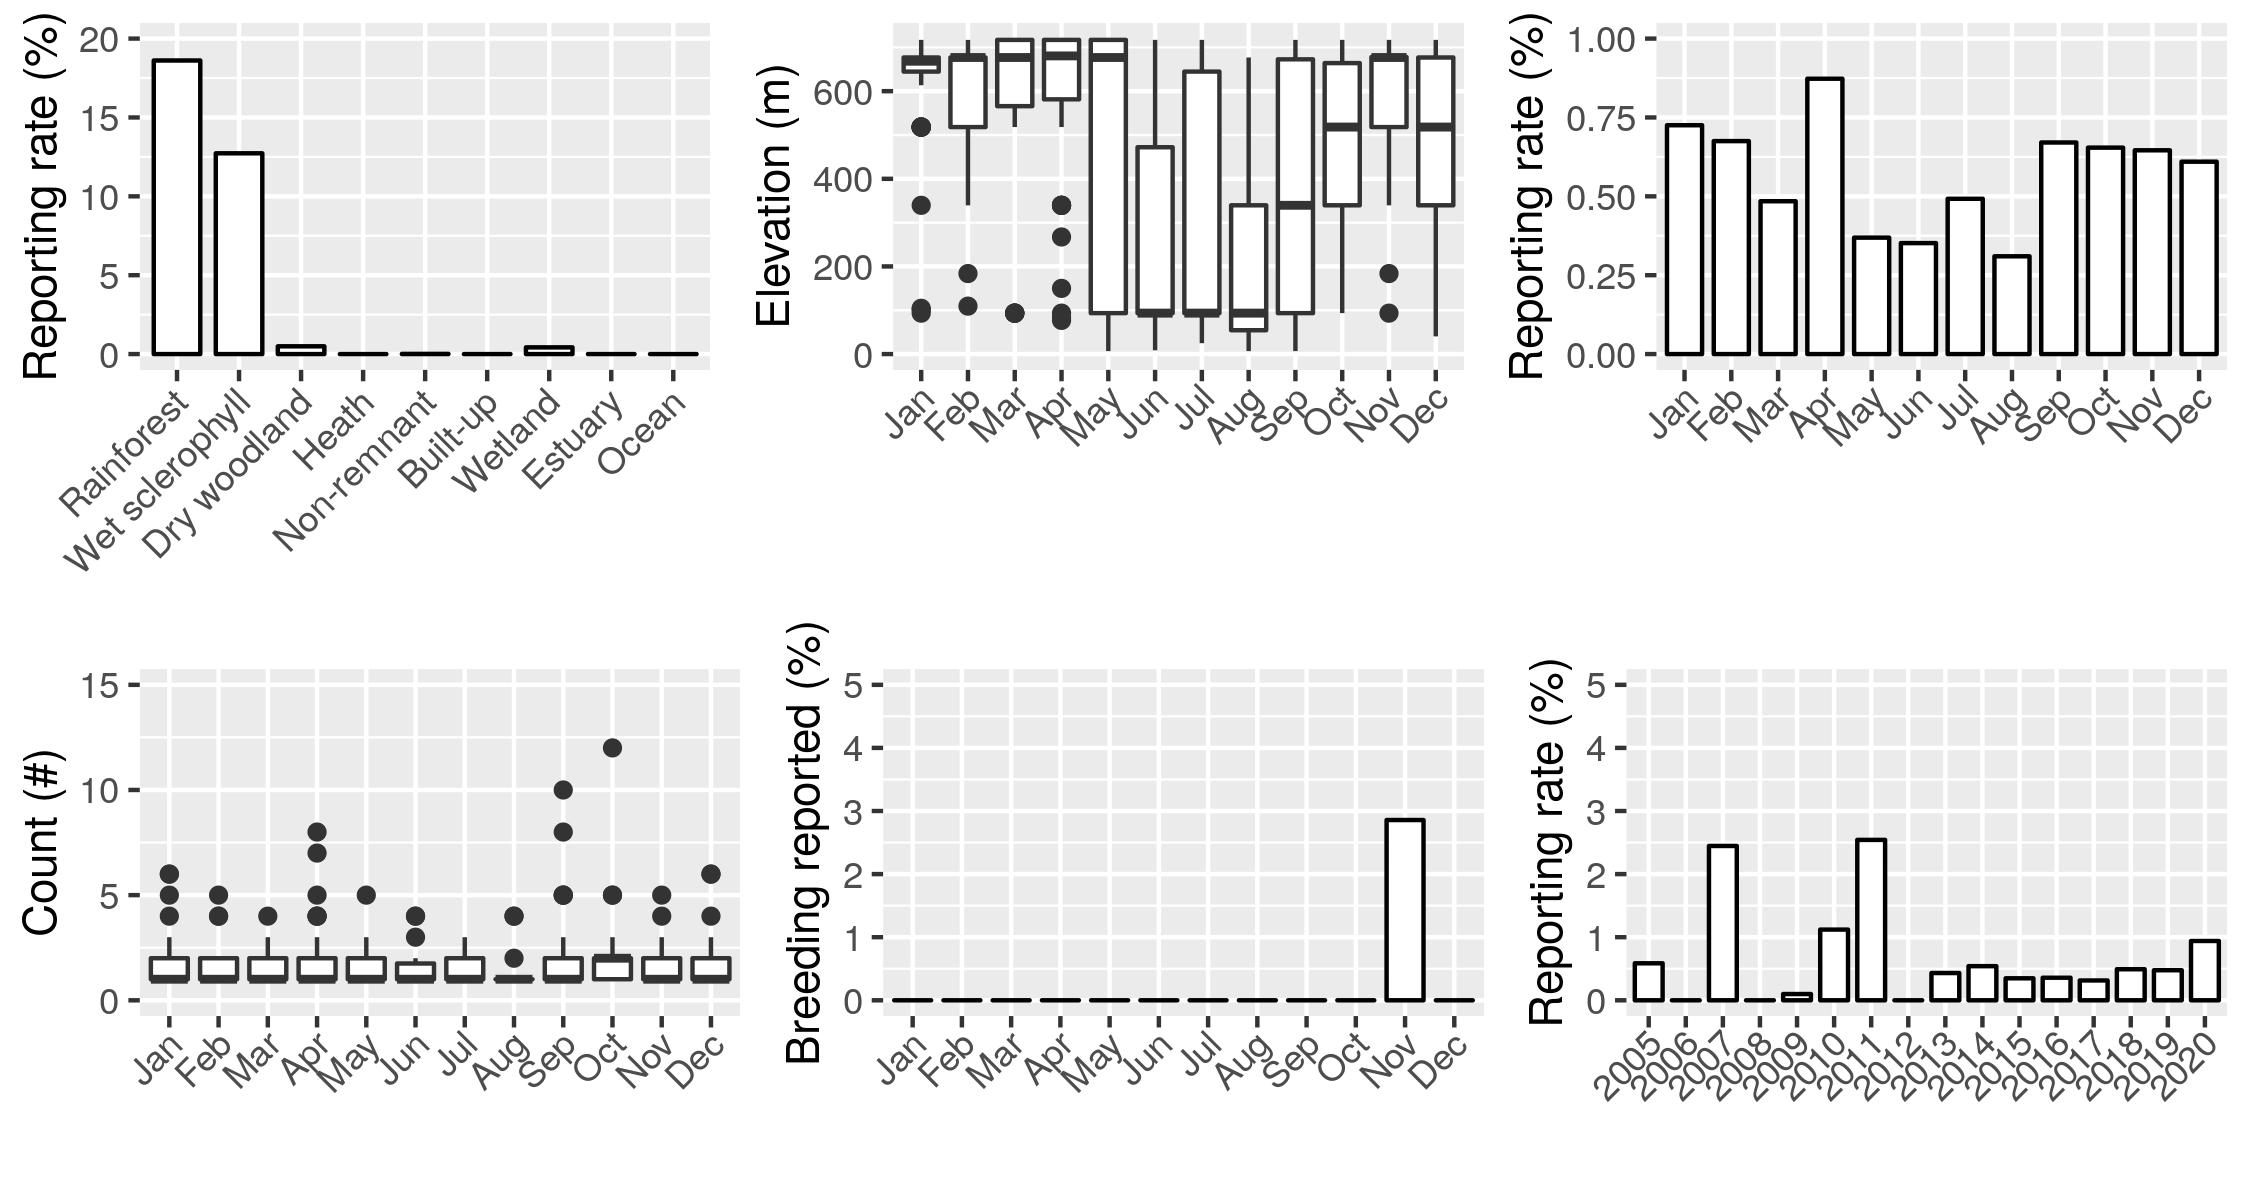 Reporting rate (%)
20
15
10
5
0
Rainforest
Wet sclerophyll
Dry woodland
Heath
Non-remnant
Built-up
Wetland
Estuary
Ocean
Elevation (m)
600
400
200
0
Jan
Feb
Mar
Apr
May
Jun
Jul
Aug
Sep
Oct
Nov
Dec
Reporting rate (%)
1.00
0.75
0.50
0.25
0.00
Jan
Feb
Mar
Apr
May
Jun
Jul
Aug
Sep
Oct
Nov
Dec
Count (#)
15
10
5
0
Jan
Feb
Mar
Apr
May
Jun
Jul
Aug
Sep
Oct
Nov
Dec
Breeding reported (%)
5
4
3
2
1
0
Jan
Feb
Mar
Apr
May
Jun
Jul
Aug
Sep
Oct
Nov
Dec
Reporting rate (%)
5
4
3
2
1
0
2005
2006
2007
2008
2009
2010
2011
2012
2013
2014
2015
2016
2017
2018
2019
2020